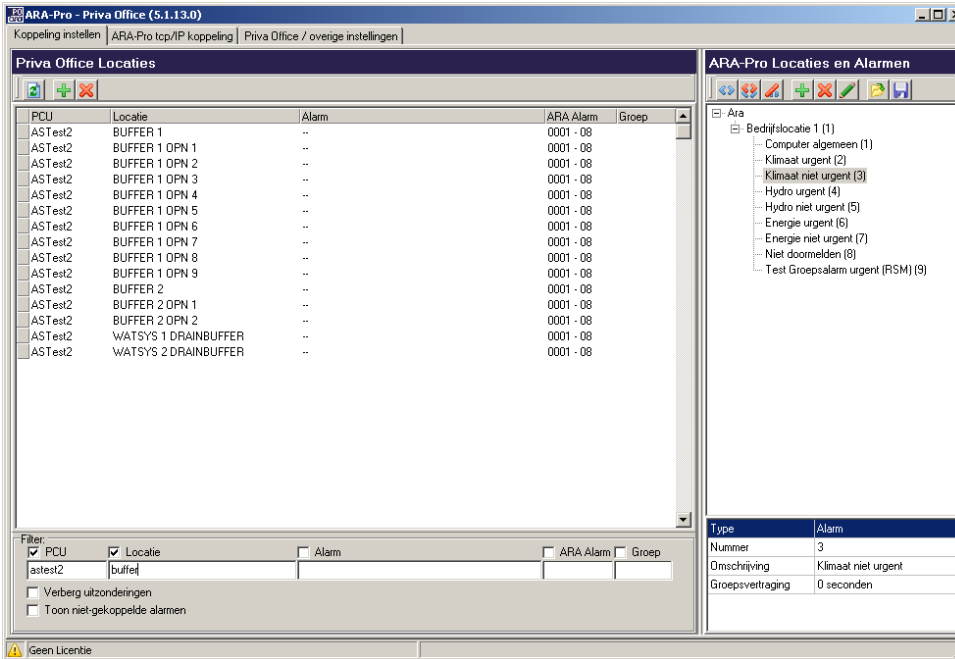 ARA-Pro - Priva Office (5.1.13.0)
Koppeling instellen ARA-Pro tcp/IP koppeling Priva Office / overige instellingen
Priva Office Locaties
PCU Locatie Alarm ARA Alarm Groep
ASTest2 BUFFER 1 -- 0001 - 08
ASTest2 BUFFER 1 OPN 1 -- 0001 - 08
ASTest2 BUFFER 1 OPN 2 -- 0001 - 08
ASTest2 BUFFER 1 OPN 3 -- 0001 - 08
ASTest2 BUFFER 1 OPN 4 -- 0001 - 08
ASTest2 BUFFER 1 OPN 5 -- 0001 - 08
ASTest2 BUFFER 1 OPN 6 -- 0001 - 08
ASTest2 BUFFER 1 OPN 7 -- 0001 - 08
ASTest2 BUFFER 1 OPN 8 -- 0001 - 08
ASTest2 BUFFER 1 OPN 9 -- 0001 - 08
ASTest2 BUFFER 2 -- 0001 - 08
ASTest2 BUFFER 2 OPN 1 -- 0001 - 08
ASTest2 BUFFER 2 OPN 2 -- 0001 - 08
ASTest2 WATSYS 1 DRAINBUFFER -- 0001 - 08
ASTest2 WATSYS 2 DRAINBUFFER -- 0001 - 08
Filter:
PCU Locatie Alarm ARA Alarm Groep
astest2 buffer
Verberg uitzonderingen
Toon niet-gekoppelde alarmen
ARA-Pro Locaties en Alarmen
Ara
Bedrijfslocatie 1 (1)
Computer algemeen (1)
Klimaat urgent (2)
Klimaat niet urgent (3)
Hydro urgent (4)
Hydro niet urgent (5)
Energie urgent (6)
Energie niet urgent (7)
Niet doormelden (8)
Test Groepsalarm urgent (RSM) (9)
Type Alarm
Nummer 3
Omschrijving Klimaat niet urgent
Groepsvertraging 0 seconden
Geen Licentie